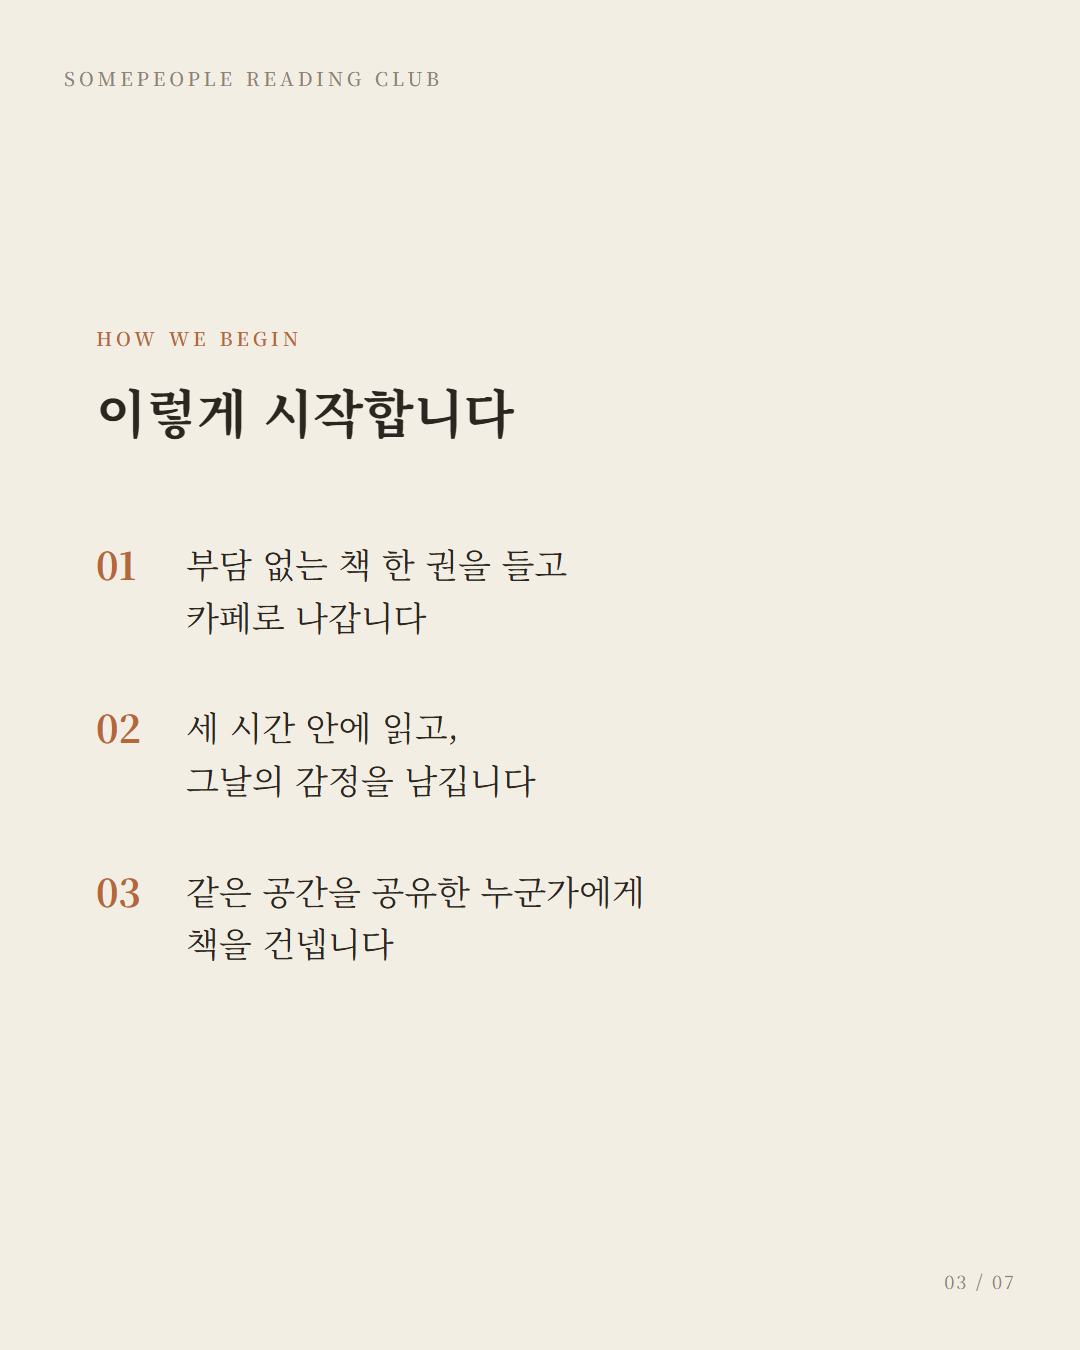 SOMEPEOPLE READING CLUB
HOW WE BEGIN
이렇게 시작합니다
01 부담 없는 책 한 권을 들고
카페로 나갑니다
02 세 시간 안에 읽고,
그날의 감정을 남깁니다
03 같은 공간을 공유한 누군가에게
책을 건넵니다
03 / 07